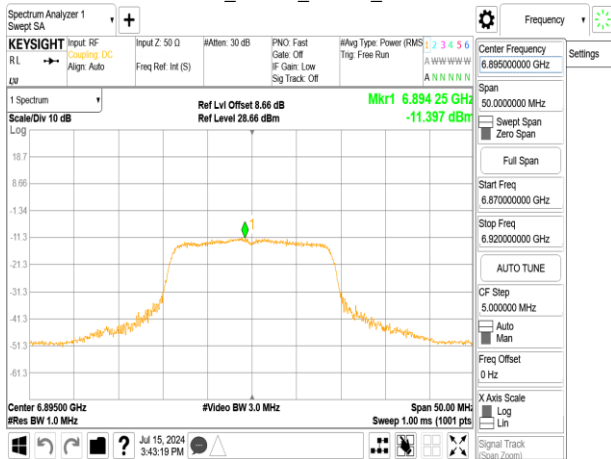 Spectrum Analyzer 1
Swept SA
Frequency
Settings
KEYSIGHT
RL
Input: RF
Coupling: DC
Align: Auto
Input Z: 50 Ω
Freq Ref: Int (S)
#Atten: 30 dB
PNO: Fast
Gate: Off
IF Gain: Low
Sig Track: Off
#Avg Type: Power (RMS
Trig: Free Run
1 2 3 4 5 6
A W W W W W
A N N N N N
1 Spectrum
Scale/Div 10 dB
Log
Ref Lvl Offset 8.66 dB
Ref Level 28.66 dBm
Mkr1 6.894 25 GHz
-11.397 dBm
18.7
8.66
-1.34
-11.3
-21.3
-31.3
-41.3
-51.3
-61.3
1
Center 6.89500 GHz
#Res BW 1.0 MHz
#Video BW 3.0 MHz
Span 50.00 MHz
Sweep 1.00 ms (1001 pts
Jul 15, 2024
3:43:19 PM
Center Frequency
6.895000000 GHz
Span
50.0000000 MHz
Swept Span
Zero Span
Full Span
Start Freq
6.870000000 GHz
Stop Freq
6.920000000 GHz
AUTO TUNE
CF Step
5.000000 MHz
Auto
Man
Freq Offset
0 Hz
X Axis Scale
Log
Lin
Signal Track
(Span Zoom)